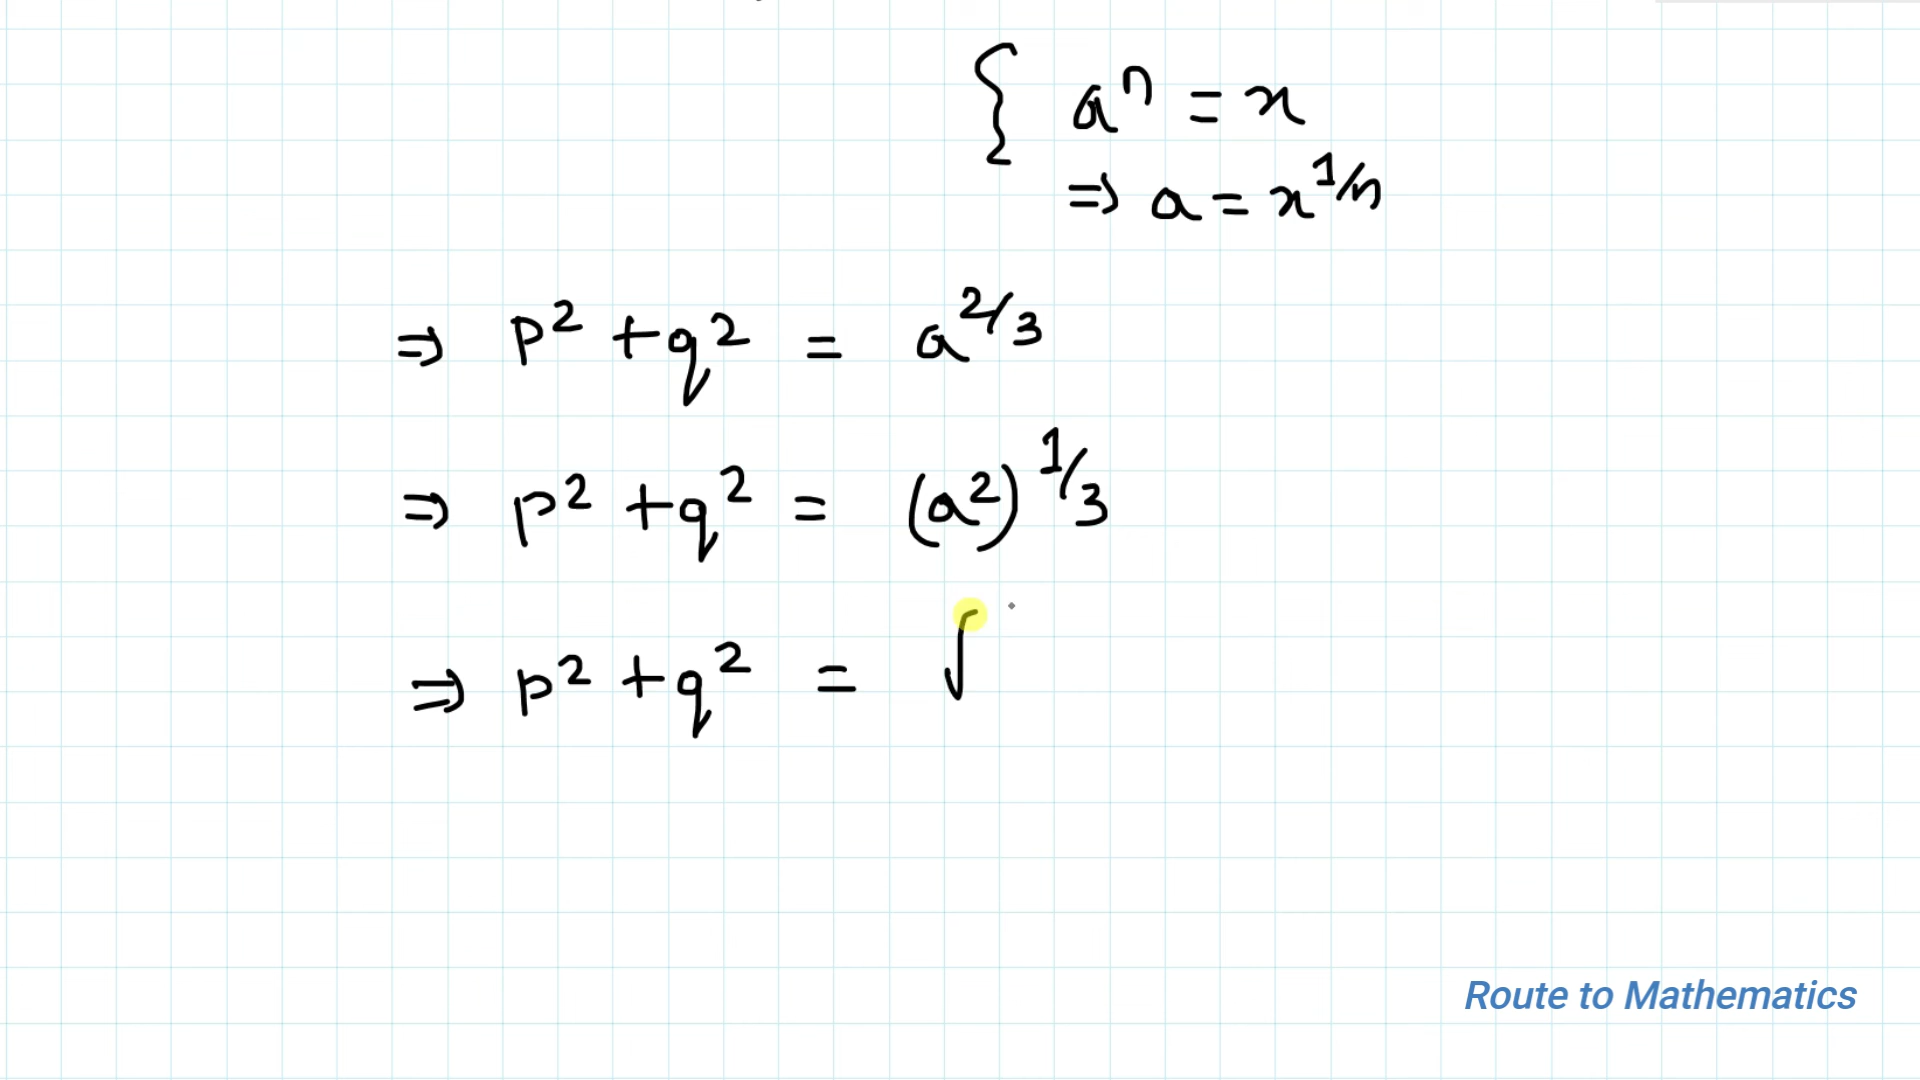 { aⁿ = x
⇒ a = x^1/n
⇒ p² + q² = a^2/3
⇒ p² + q² = (a²)^1/3
⇒ p² + q² = √
Route to Mathematics